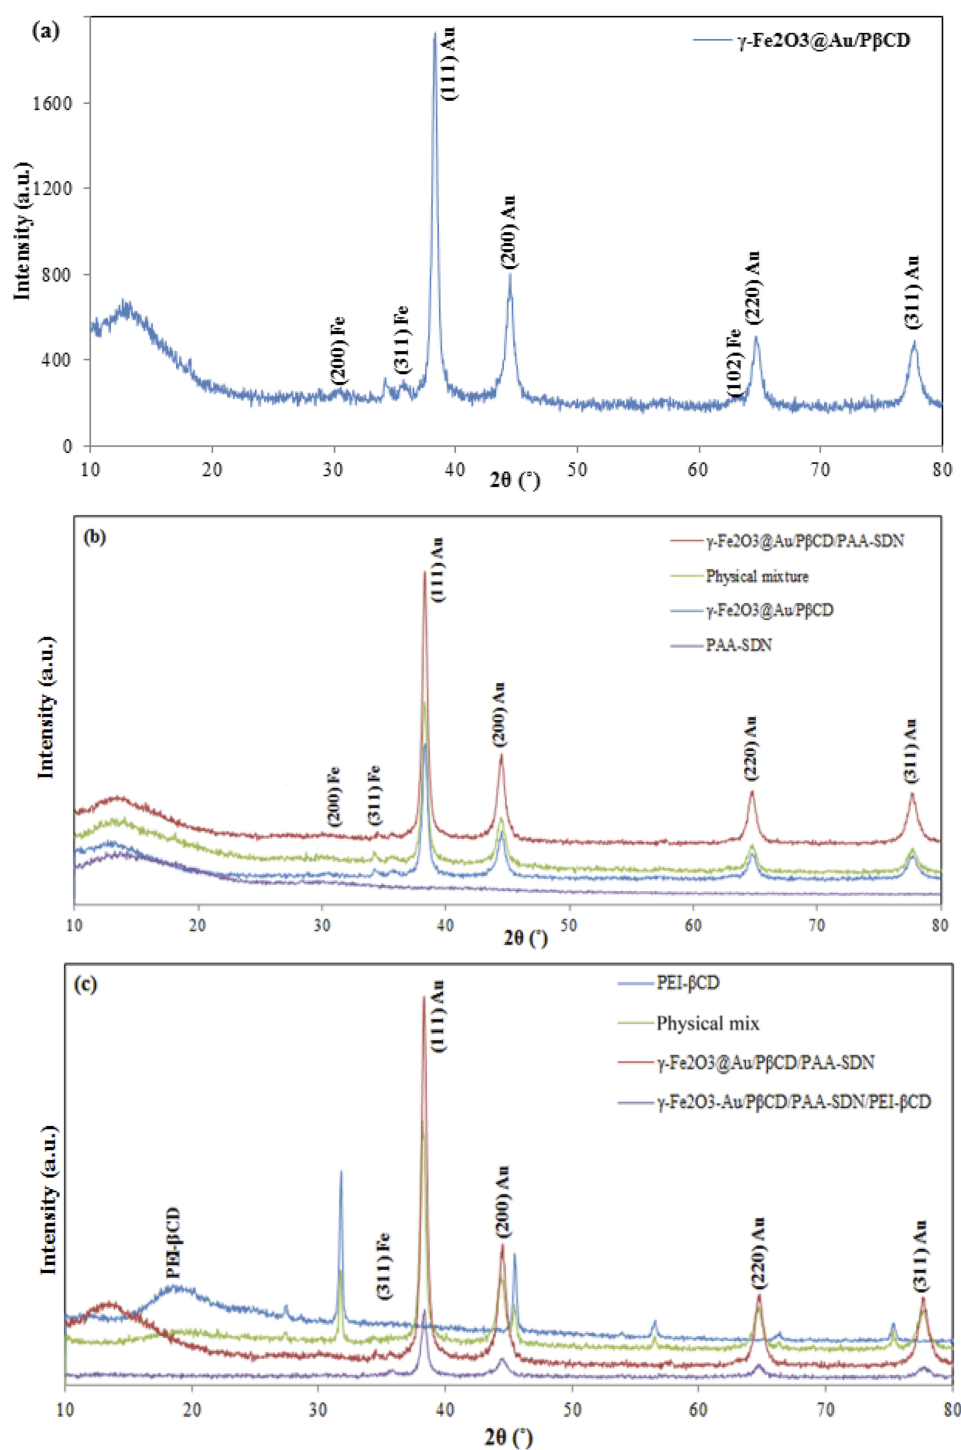 (a)
γ-Fe2O3@Au/PβCD
Intensity (a.u.)
1600
1200
800
400
0
(200) Fe
(311) Fe
(111) Au
(200) Au
(102) Fe
(220) Au
(311) Au
10 20 30 40 50 60 70 80
2θ (˚)
(b)
γ-Fe2O3@Au/PβCD/PAA-SDN
Physical mixture
γ-Fe2O3@Au/PβCD
PAA-SDN
Intensity (a.u.)
(200) Fe
(311) Fe
(111) Au
(200) Au
(220) Au
(311) Au
10 20 30 40 50 60 70 80
2θ (˚)
(c)
PEI-βCD
Physical mix
γ-Fe2O3@Au/PβCD/PAA-SDN
γ-Fe2O3-Au/PβCD/PAA-SDN/PEI-βCD
Intensity (a.u.)
PEI-βCD
(311) Fe
(111) Au
(200) Au
(220) Au
(311) Au
10 20 30 40 50 60 70 80
2θ (˚)